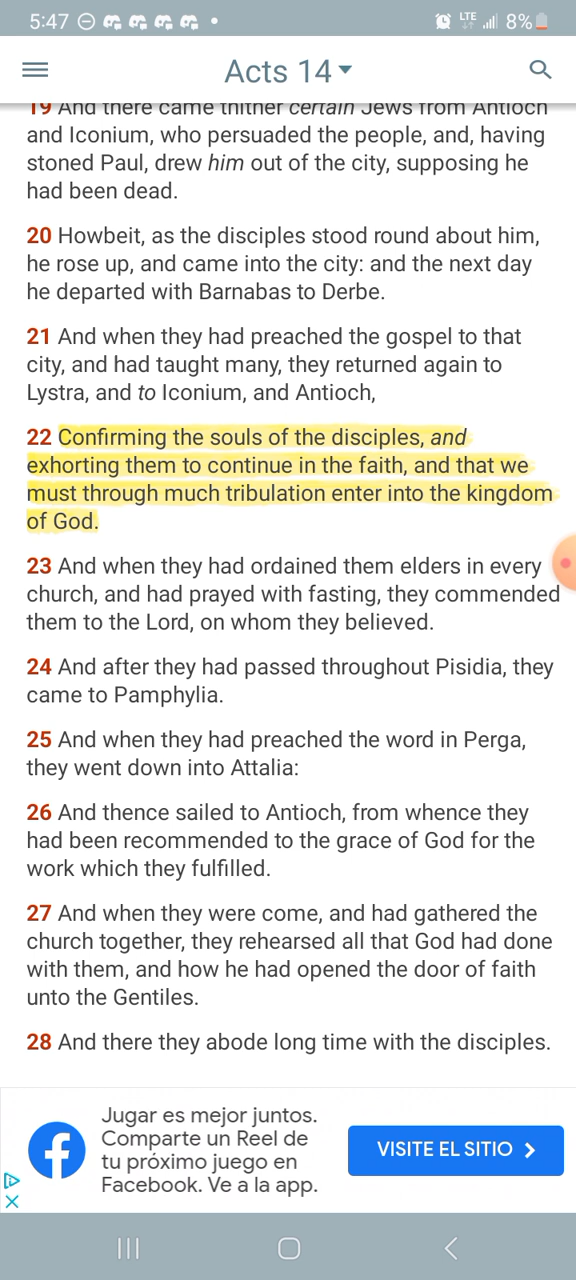 5:47
LTE
8%
Acts 14
19 And there came thither certain Jews from Antioch
and Iconium, who persuaded the people, and, having
stoned Paul, drew him out of the city, supposing he
had been dead.
20 Howbeit, as the disciples stood round about him,
he rose up, and came into the city: and the next day
he departed with Barnabas to Derbe.
21 And when they had preached the gospel to that
city, and had taught many, they returned again to
Lystra, and to Iconium, and Antioch,
22 Confirming the souls of the disciples, and
exhorting them to continue in the faith, and that we
must through much tribulation enter into the kingdom
of God.
23 And when they had ordained them elders in every
church, and had prayed with fasting, they commended
them to the Lord, on whom they believed.
24 And after they had passed throughout Pisidia, they
came to Pamphylia.
25 And when they had preached the word in Perga,
they went down into Attalia:
26 And thence sailed to Antioch, from whence they
had been recommended to the grace of God for the
work which they fulfilled.
27 And when they were come, and had gathered the
church together, they rehearsed all that God had done
with them, and how he had opened the door of faith
unto the Gentiles.
28 And there they abode long time with the disciples.
Jugar es mejor juntos.
Comparte un Reel de
tu próximo juego en
Facebook. Ve a la app.
VISITE EL SITIO